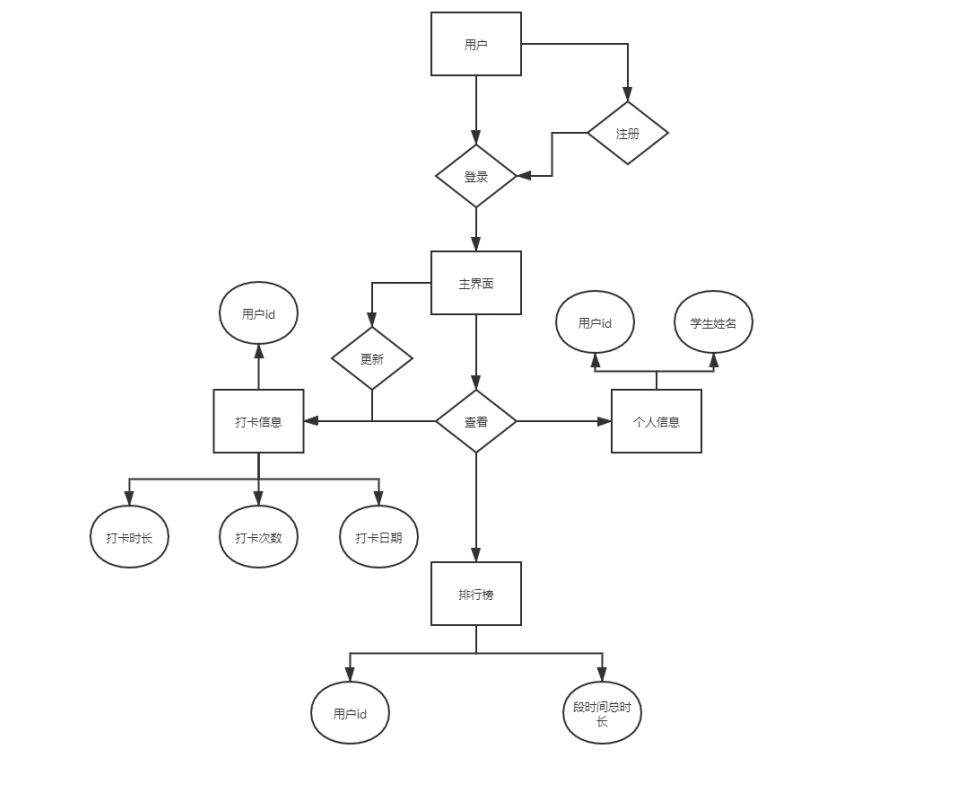 用户
注册
登录
主界面
用户id
用户id
学生姓名
更新
打卡信息
查看
个人信息
打卡时长
打卡次数
打卡日期
排行榜
用户id
段时间总时
长